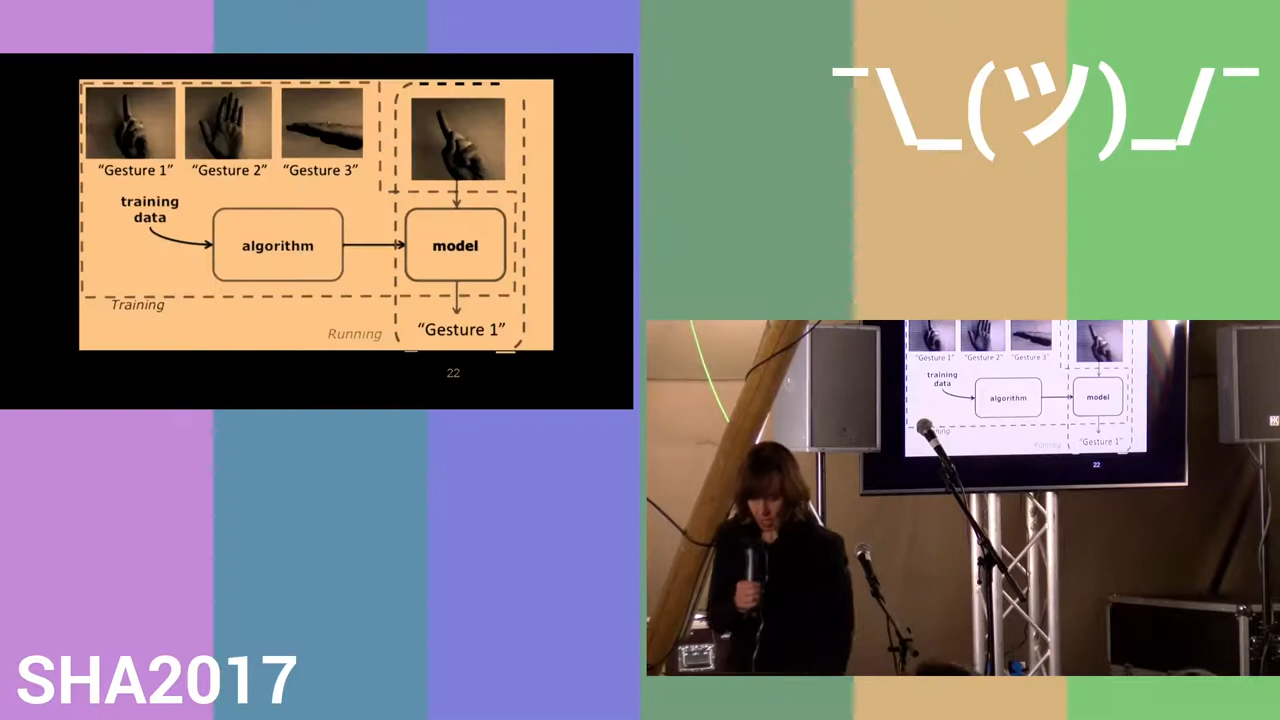 “Gesture 1” “Gesture 2” “Gesture 3”
training
data
algorithm
model
Training
Running
“Gesture 1”
22
¯\_(ツ)_/¯
“Gesture 1” “Gesture 2” “Gesture 3”
training
data
algorithm
model
Running
“Gesture 1”
22
SHA2017